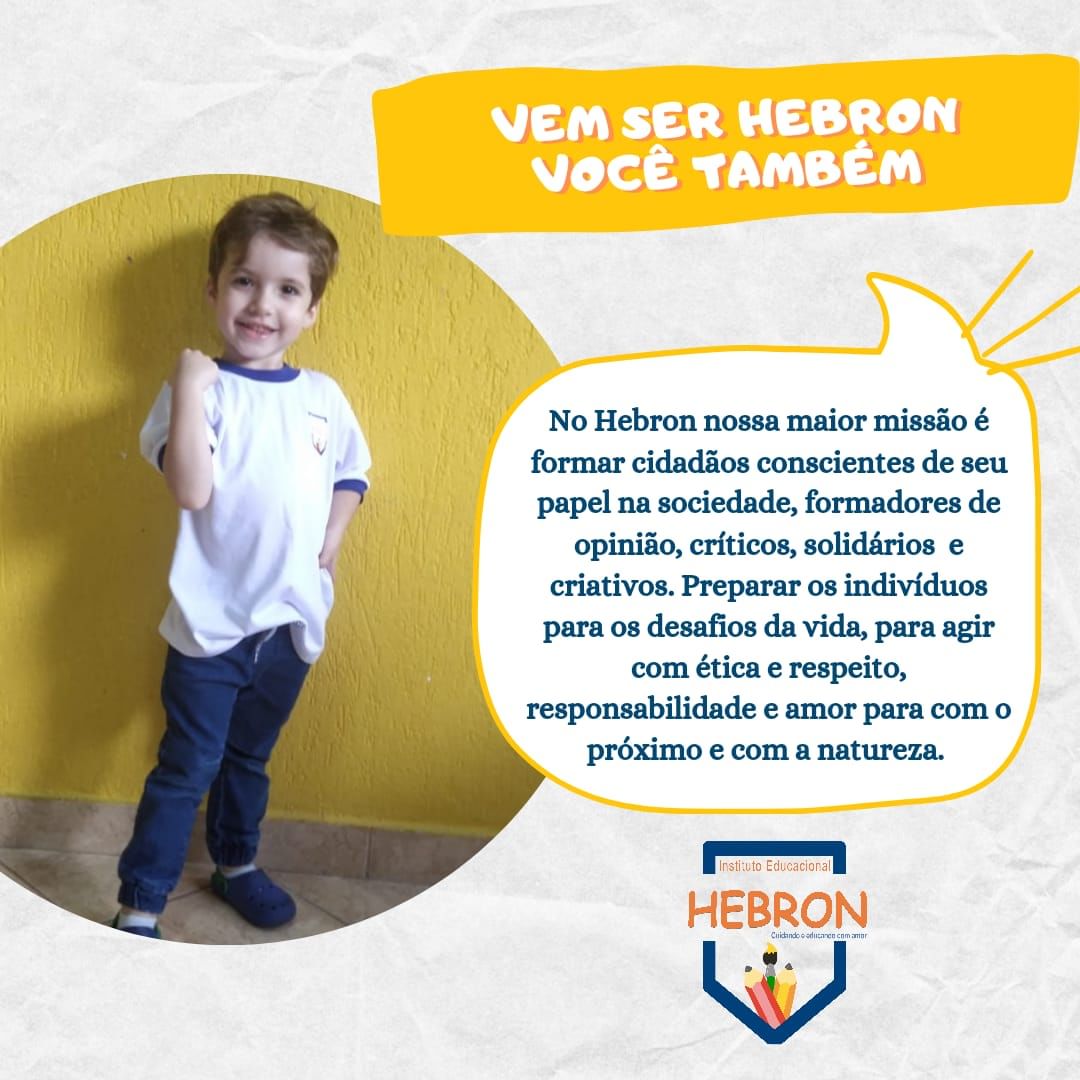 VEM SER HEBRON
VOCÊ TAMBÉM
No Hebron nossa maior missão é
formar cidadãos conscientes de seu
papel na sociedade, formadores de
opinião, críticos, solidários e
criativos. Preparar os indivíduos
para os desafios da vida, para agir
com ética e respeito,
responsabilidade e amor para com o
próximo e com a natureza.
Instituto Educacional
HEBRON
Cuidando e educando com amor